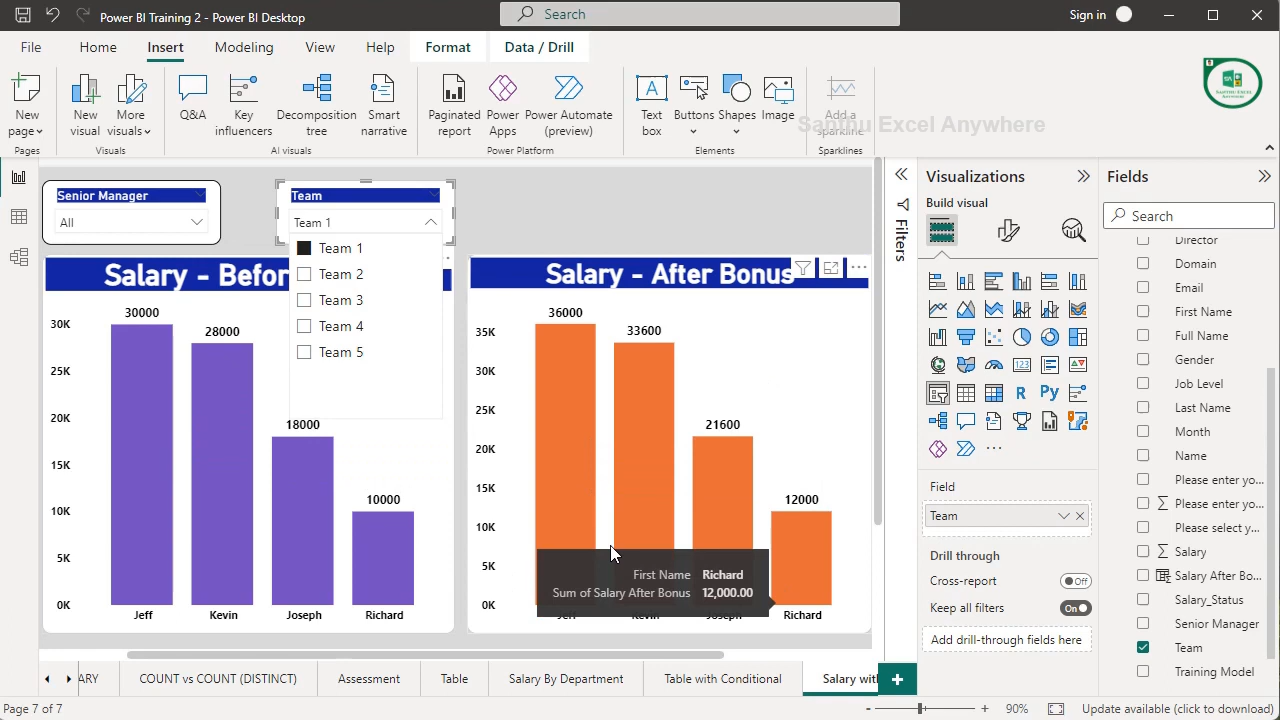 Power BI Training 2 - Power BI Desktop
Search
Sign in
File Home Insert Modeling View Help Format Data / Drill
New page
New visual
More visuals
Q&A
Key influencers
Decomposition tree
Smart narrative
Paginated report
Power Apps
Power Automate (preview)
Text box
Buttons
Shapes
Image
Add a sparkline
Pages
Visuals
AI visuals
Power Platform
Elements
Sparklines
Santhu Excel Anywhere
Senior Manager
All
Team
Team 1
Team 1
Team 2
Team 3
Team 4
Team 5
Salary - Befor
30K
25K
20K
15K
10K
5K
0K
30000
28000
18000
10000
Jeff
Kevin
Joseph
Richard
Salary - After Bonus
35K
30K
25K
20K
15K
10K
5K
0K
36000
33600
21600
12000
First Name Richard
Sum of Salary After Bonus 12,000.00
Jeff
Kevin
Joseph
Richard
Filters
Visualizations
Build visual
R
Py
123
Field
Team
Drill through
Cross-report
Off
Keep all filters
On
Add drill-through fields here
Fields
Search
Director
Domain
Email
First Name
Full Name
Gender
Job Level
Last Name
Month
Name
Please enter yo...
Please enter yo...
Please select y...
Salary
Salary After Bo...
Salary_Status
Senior Manager
Team
Training Model
ARY
COUNT vs COUNT (DISTINCT)
Assessment
Table
Salary By Department
Table with Conditional
Salary with
Page 7 of 7
90%
Update available (click to download)